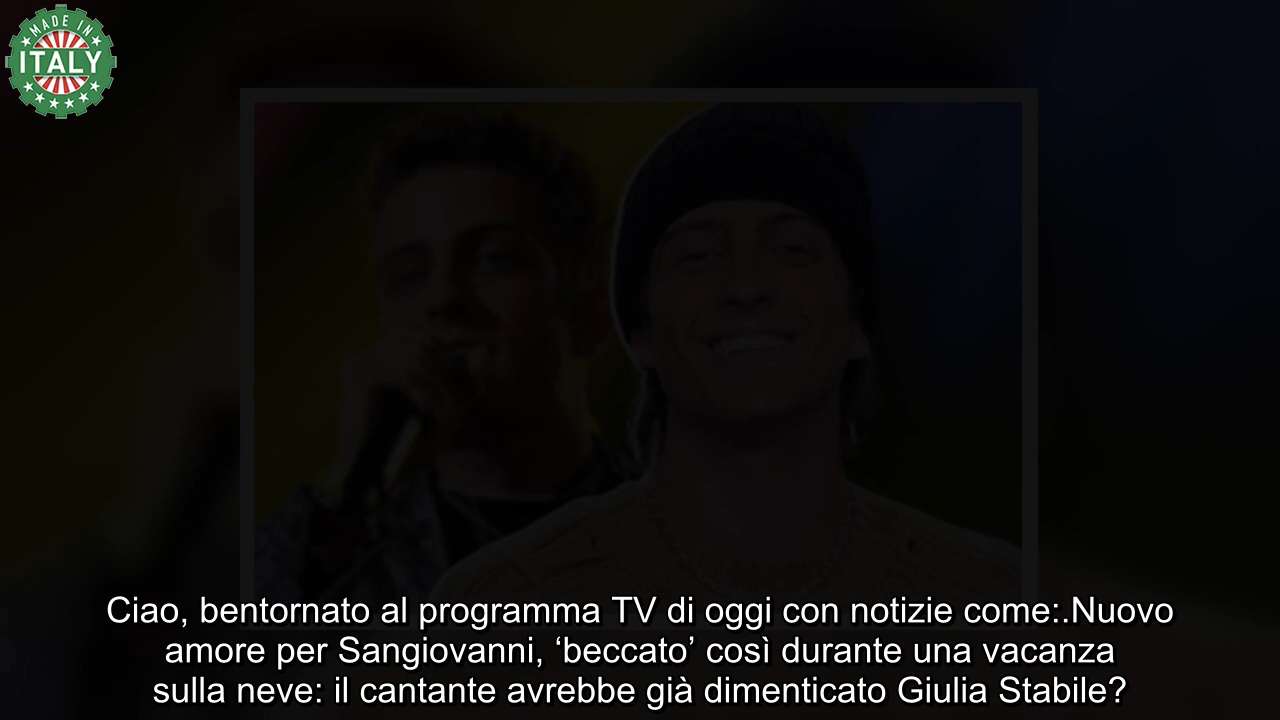 MADE IN
ITALY
Ciao, bentornato al programma TV di oggi con notizie come:.Nuovo
amore per Sangiovanni, ‘beccato’ così durante una vacanza
sulla neve: il cantante avrebbe già dimenticato Giulia Stabile?